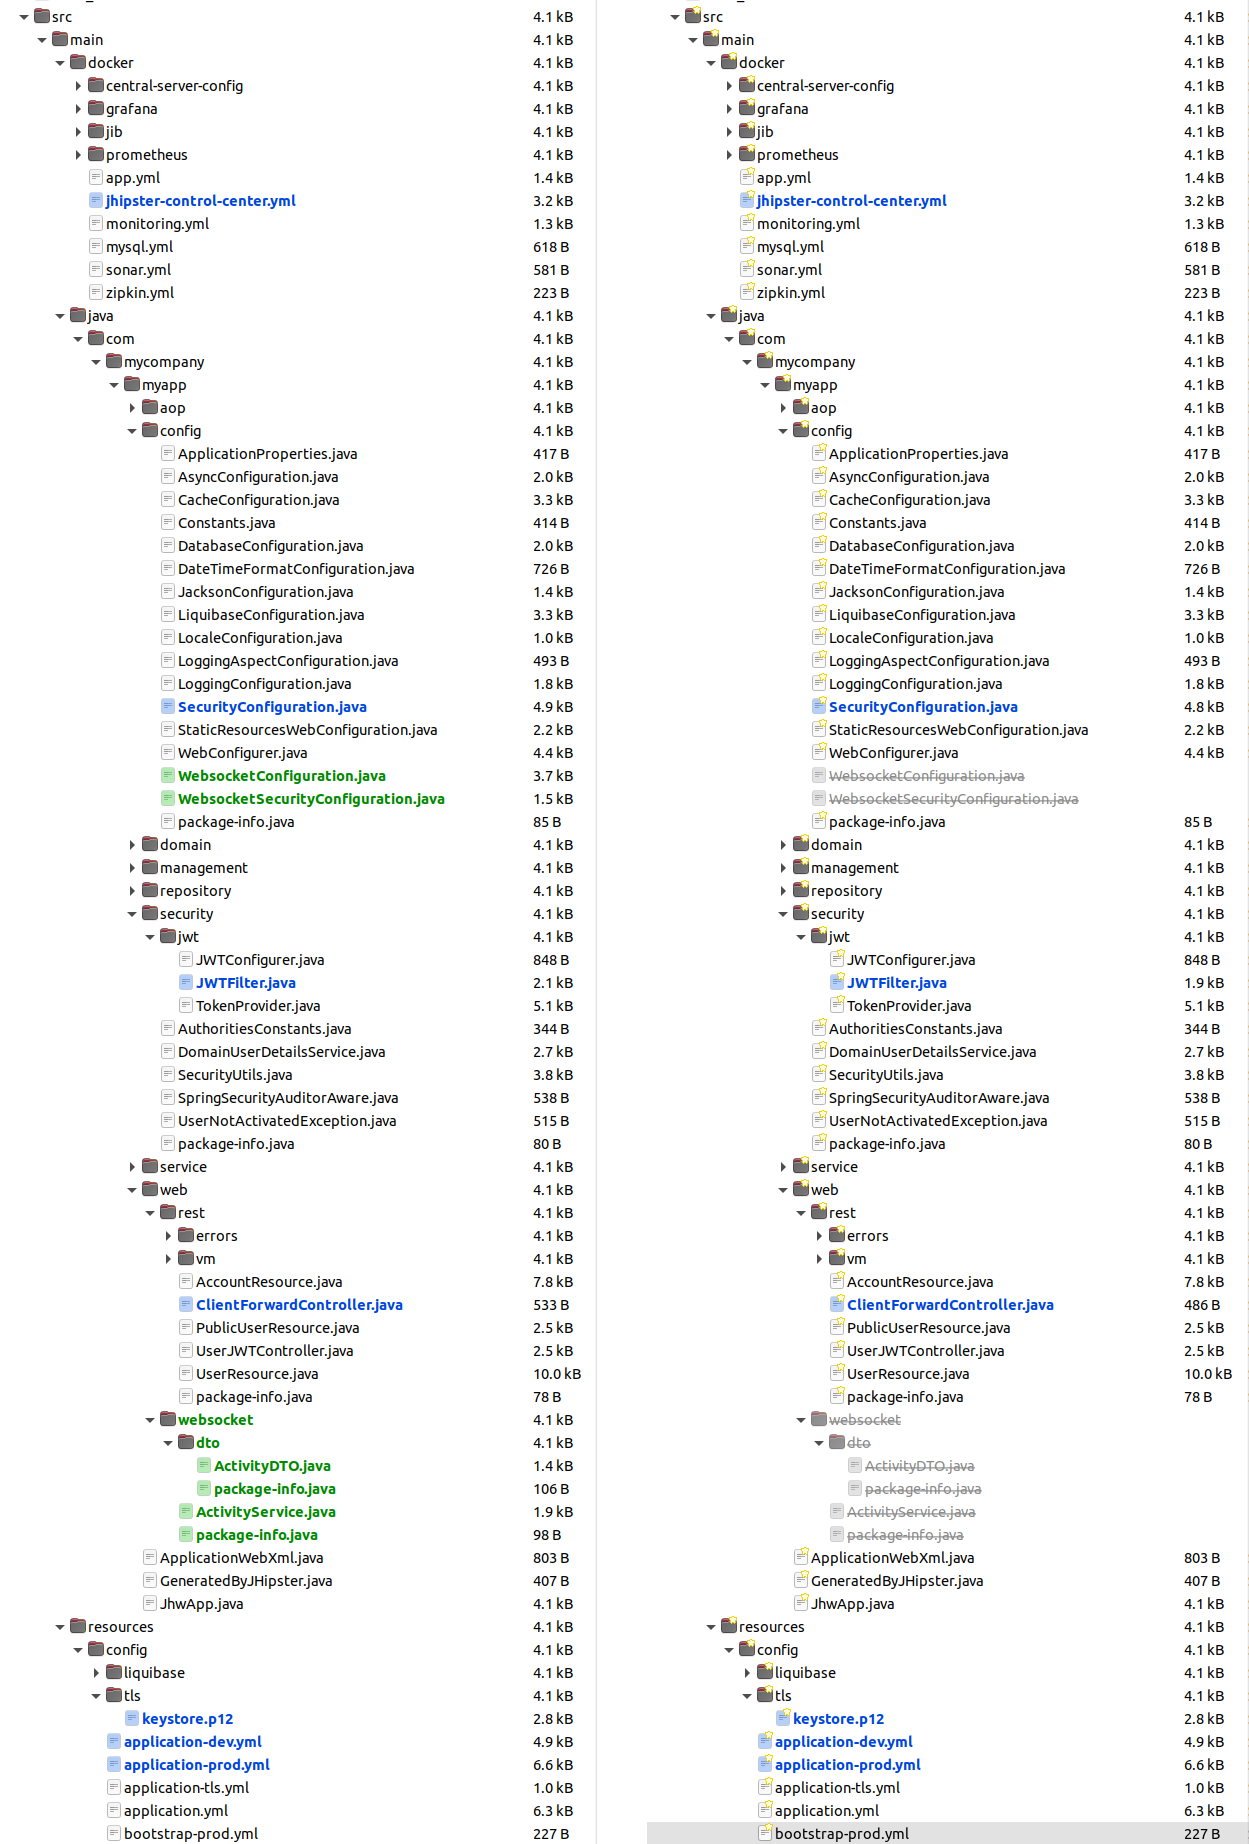 src 4.1 kB src 4.1 kB
main 4.1 kB main 4.1 kB
docker 4.1 kB docker 4.1 kB
central-server-config 4.1 kB central-server-config 4.1 kB
grafana 4.1 kB grafana 4.1 kB
jib 4.1 kB jib 4.1 kB
prometheus 4.1 kB prometheus 4.1 kB
app.yml 1.4 kB app.yml 1.4 kB
jhipster-control-center.yml 3.2 kB jhipster-control-center.yml 3.2 kB
monitoring.yml 1.3 kB monitoring.yml 1.3 kB
mysql.yml 618 B mysql.yml 618 B
sonar.yml 581 B sonar.yml 581 B
zipkin.yml 223 B zipkin.yml 223 B
java 4.1 kB java 4.1 kB
com 4.1 kB com 4.1 kB
mycompany 4.1 kB mycompany 4.1 kB
myapp 4.1 kB myapp 4.1 kB
aop 4.1 kB aop 4.1 kB
config 4.1 kB config 4.1 kB
ApplicationProperties.java 417 B ApplicationProperties.java 417 B
AsyncConfiguration.java 2.0 kB AsyncConfiguration.java 2.0 kB
CacheConfiguration.java 3.3 kB CacheConfiguration.java 3.3 kB
Constants.java 414 B Constants.java 414 B
DatabaseConfiguration.java 2.0 kB DatabaseConfiguration.java 2.0 kB
DateTimeFormatConfiguration.java 726 B DateTimeFormatConfiguration.java 726 B
JacksonConfiguration.java 1.4 kB JacksonConfiguration.java 1.4 kB
LiquibaseConfiguration.java 3.3 kB LiquibaseConfiguration.java 3.3 kB
LocaleConfiguration.java 1.0 kB LocaleConfiguration.java 1.0 kB
LoggingAspectConfiguration.java 493 B LoggingAspectConfiguration.java 493 B
LoggingConfiguration.java 1.8 kB LoggingConfiguration.java 1.8 kB
SecurityConfiguration.java 4.9 kB SecurityConfiguration.java 4.8 kB
StaticResourcesWebConfiguration.java 2.2 kB StaticResourcesWebConfiguration.java 2.2 kB
WebConfigurer.java 4.4 kB WebConfigurer.java 4.4 kB
WebsocketConfiguration.java 3.7 kB WebsocketConfiguration.java
WebsocketSecurityConfiguration.java 1.5 kB WebsocketSecurityConfiguration.java
package-info.java 85 B package-info.java 85 B
domain 4.1 kB domain 4.1 kB
management 4.1 kB management 4.1 kB
repository 4.1 kB repository 4.1 kB
security 4.1 kB security 4.1 kB
jwt 4.1 kB jwt 4.1 kB
JWTConfigurer.java 848 B JWTConfigurer.java 848 B
JWTFilter.java 2.1 kB JWTFilter.java 1.9 kB
TokenProvider.java 5.1 kB TokenProvider.java 5.1 kB
AuthoritiesConstants.java 344 B AuthoritiesConstants.java 344 B
DomainUserDetailsService.java 2.7 kB DomainUserDetailsService.java 2.7 kB
SecurityUtils.java 3.8 kB SecurityUtils.java 3.8 kB
SpringSecurityAuditorAware.java 538 B SpringSecurityAuditorAware.java 538 B
UserNotActivatedException.java 515 B UserNotActivatedException.java 515 B
package-info.java 80 B package-info.java 80 B
service 4.1 kB service 4.1 kB
web 4.1 kB web 4.1 kB
rest 4.1 kB rest 4.1 kB
errors 4.1 kB errors 4.1 kB
vm 4.1 kB vm 4.1 kB
AccountResource.java 7.8 kB AccountResource.java 7.8 kB
ClientForwardController.java 533 B ClientForwardController.java 486 B
PublicUserResource.java 2.5 kB PublicUserResource.java 2.5 kB
UserJWTController.java 2.5 kB UserJWTController.java 2.5 kB
UserResource.java 10.0 kB UserResource.java 10.0 kB
package-info.java 78 B package-info.java 78 B
websocket 4.1 kB websocket
dto 4.1 kB dto
ActivityDTO.java 1.4 kB ActivityDTO.java
package-info.java 106 B package-info.java
ActivityService.java 1.9 kB ActivityService.java
package-info.java 98 B package-info.java
ApplicationWebXml.java 803 B ApplicationWebXml.java 803 B
GeneratedByJHipster.java 407 B GeneratedByJHipster.java 407 B
JhwApp.java 4.1 kB JhwApp.java 4.1 kB
resources 4.1 kB resources 4.1 kB
config 4.1 kB config 4.1 kB
liquibase 4.1 kB liquibase 4.1 kB
tls 4.1 kB tls 4.1 kB
keystore.p12 2.8 kB keystore.p12 2.8 kB
application-dev.yml 4.9 kB application-dev.yml 4.9 kB
application-prod.yml 6.6 kB application-prod.yml 6.6 kB
application-tls.yml 1.0 kB application-tls.yml 1.0 kB
application.yml 6.3 kB application.yml 6.3 kB
bootstrap-prod.yml 227 B bootstrap-prod.yml 227 B